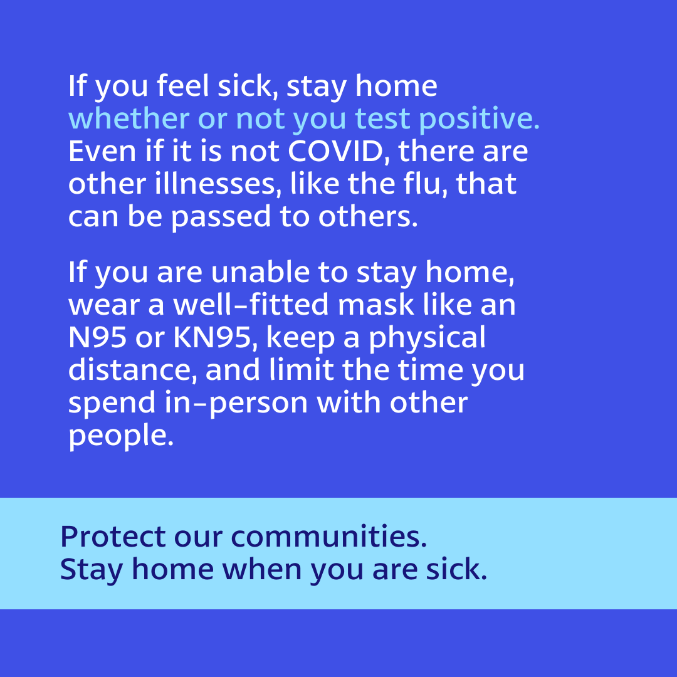 If you feel sick, stay home
whether or not you test positive.
Even if it is not COVID, there are
other illnesses, like the flu, that
can be passed to others.
If you are unable to stay home,
wear a well-fitted mask like an
N95 or KN95, keep a physical
distance, and limit the time you
spend in-person with other
people.
Protect our communities.
Stay home when you are sick.